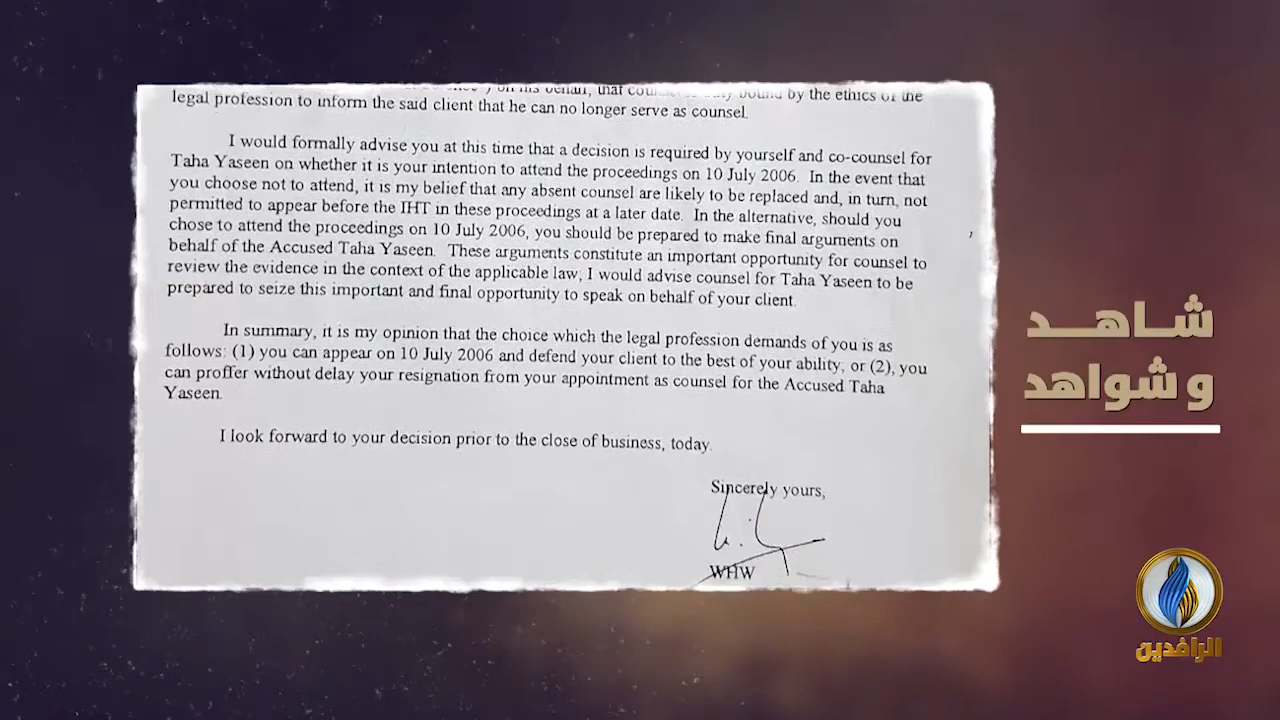 on his behalf, that bound by the ethics of the
legal profession to inform the said client that he can no longer serve as counsel.
I would formally advise you at this time that a decision is required by yourself and co-counsel for
Taha Yaseen on whether it is your intention to attend the proceedings on 10 July 2006. In the event that
you choose not to attend, it is my belief that any absent counsel are likely to be replaced and, in turn, not
permitted to appear before the IHT in these proceedings at a later date. In the alternative, should you
chose to attend the proceedings on 10 July 2006, you should be prepared to make final arguments on
behalf of the Accused Taha Yaseen. These arguments constitute an important opportunity for counsel to
review the evidence in the context of the applicable law; I would advise counsel for Taha Yaseen to be
prepared to seize this important and final opportunity to speak on behalf of your client.
In summary, it is my opinion that the choice which the legal profession demands of you is as
follows: (1) you can appear on 10 July 2006 and defend your client to the best of your ability; or (2), you
can proffer without delay your resignation from your appointment as counsel for the Accused Taha
Yaseen.
I look forward to your decision prior to the close of business, today.
Sincerely yours,
WHW
شاهد
وشواهد
الرافدين